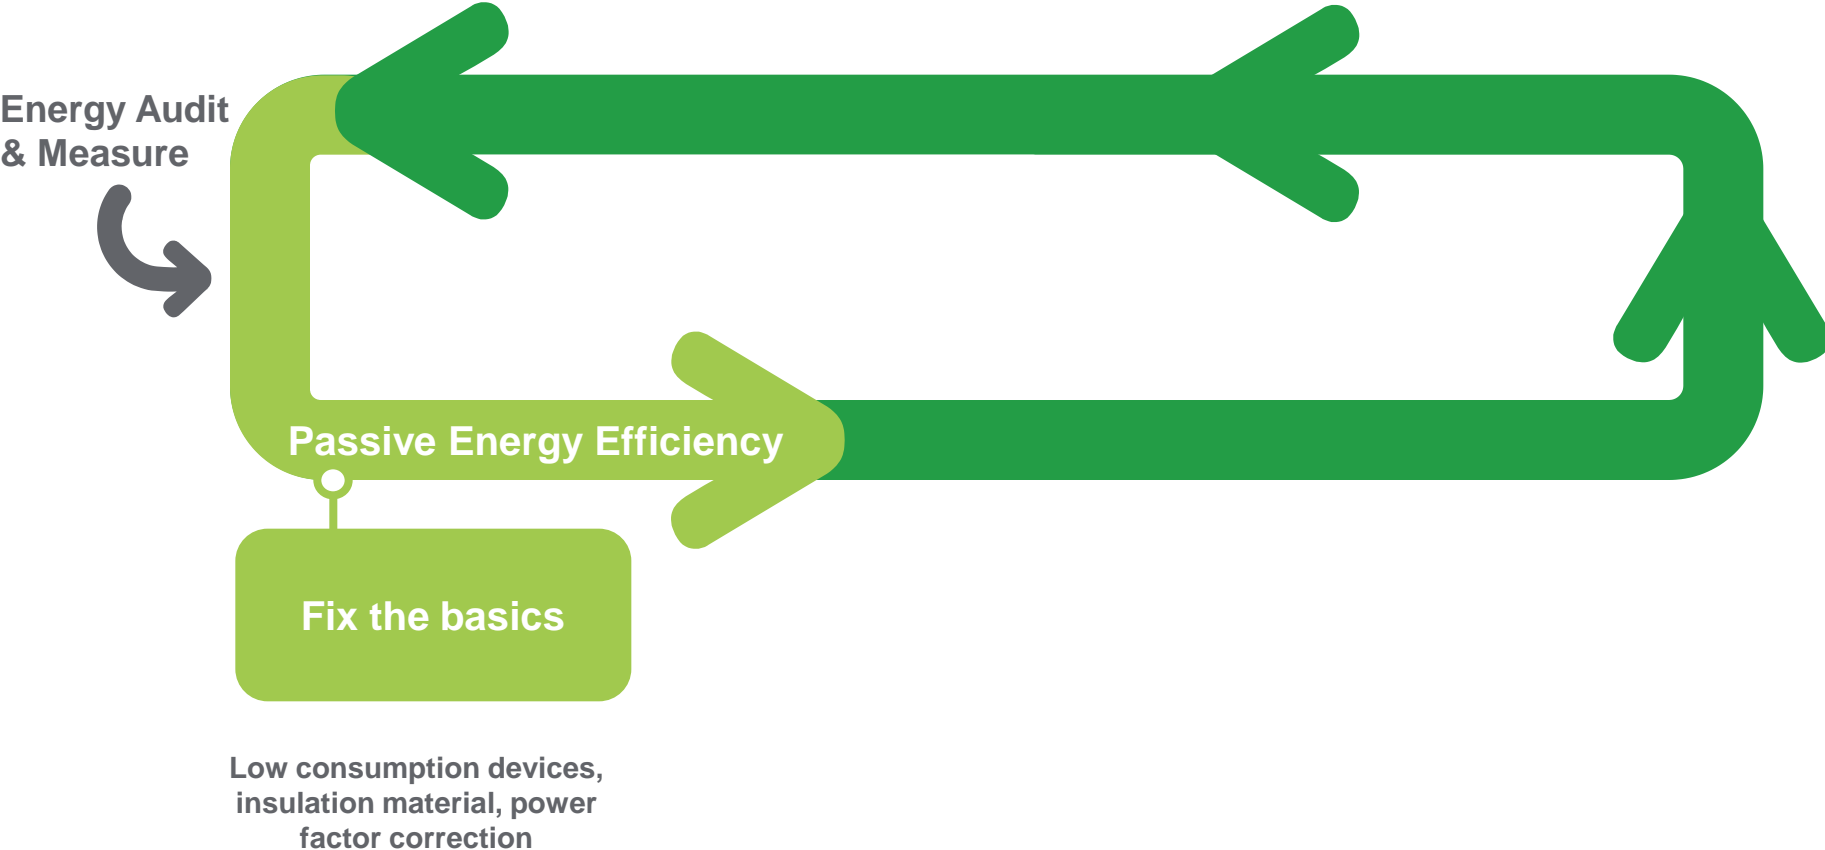 Energy Audit
& Measure
Passive Energy Efficiency
Fix the basics
Low consumption devices,
insulation material, power
factor correction